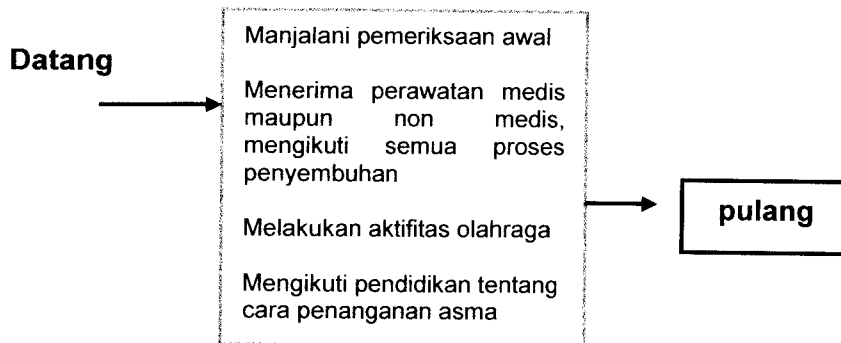 Datang
Manjalani pemeriksaan awal
Menerima perawatan medis
maupun non medis,
mengikuti semua proses
penyembuhan
Melakukan aktifitas olahraga
Mengikuti pendidikan tentang
cara penanganan asma
pulang